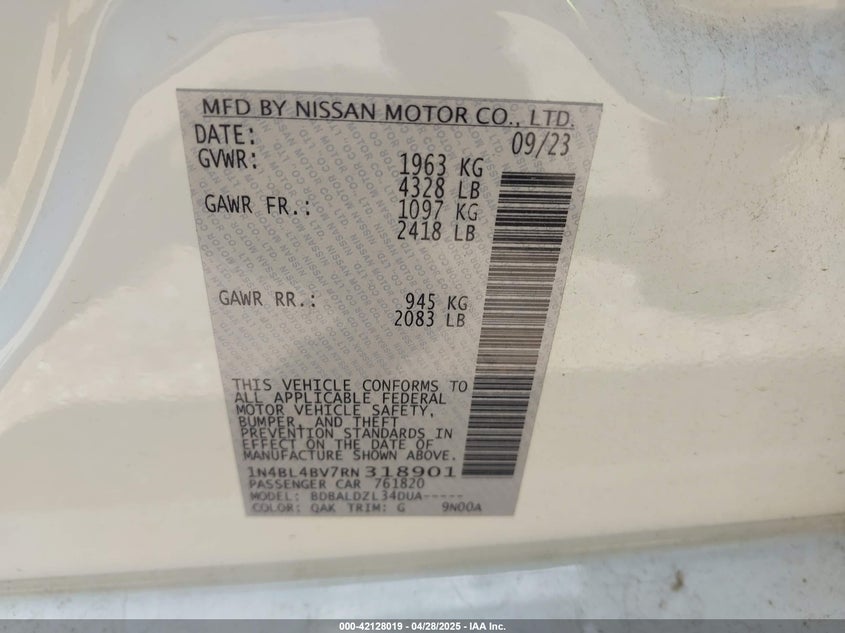 MFD BY NISSAN MOTOR CO., LTD.
DATE: 09/23
GVWR: 1963 KG
4328 LB
GAWR FR.: 1097 KG
2418 LB
GAWR RR.: 945 KG
2083 LB
THIS VEHICLE CONFORMS TO
ALL APPLICABLE FEDERAL
MOTOR VEHICLE SAFETY,
BUMPER, AND THEFT
PREVENTION STANDARDS IN
EFFECT ON THE DATE OF
MANUFACTURE SHOWN ABOVE.
1N4BL4BV7RN318901
PASSENGER CAR 761820
MODEL: BDBALDZL34DUA-----
COLOR: QAK TRIM: G 9N00A
000-42128019 - 04/28/2025 - IAA Inc.